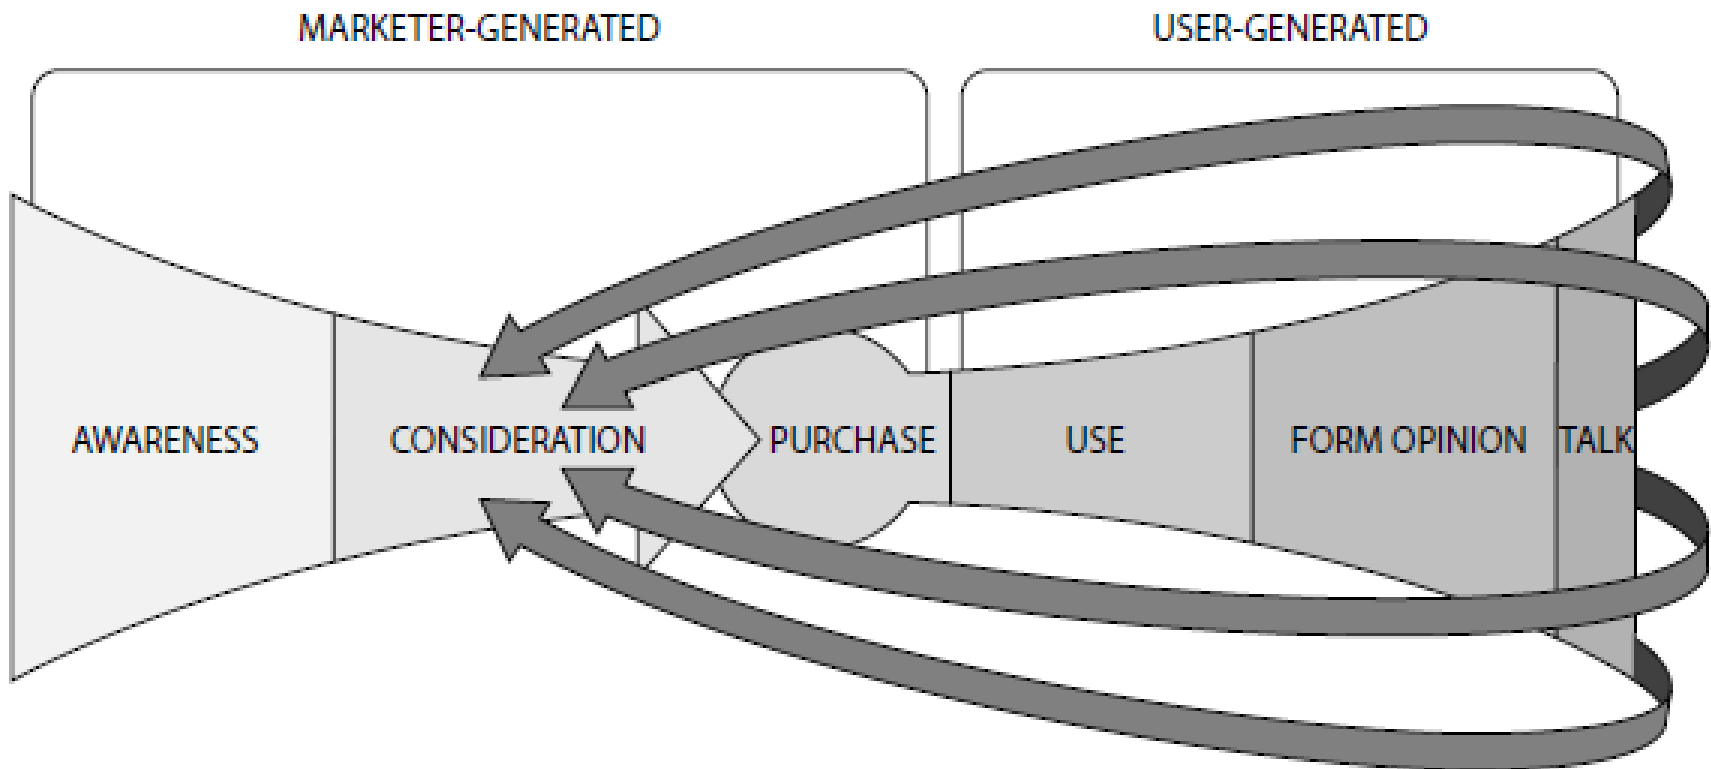 MARKETER-GENERATED
USER-GENERATED
AWARENESS
CONSIDERATION
PURCHASE
USE
FORM OPINION
TALK